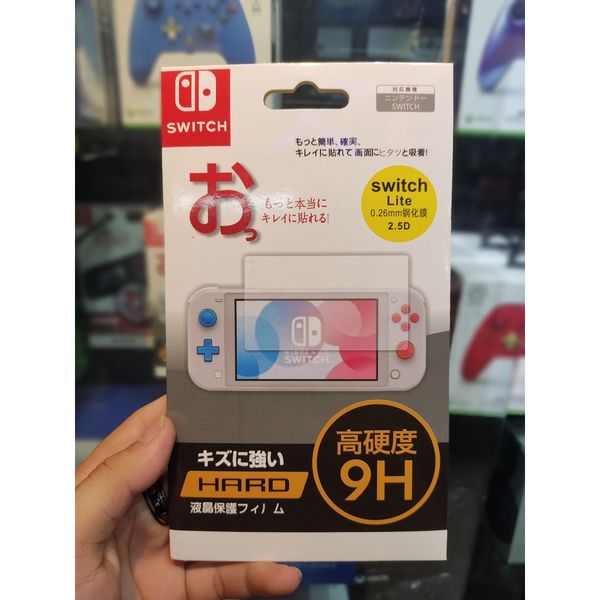 SWITCH
対応機種
ニンテンドー
SWITCH
もっと簡単、確実、
キレイに貼れて画面にピタッと吸着!
おっ
もっと本当に
キレイに貼れる!
switch
Lite
0.26mm钢化膜
2.5D
NINTENDO
SWITCH
キズに強い
HARD
液晶保護フィルム
高硬度
9H